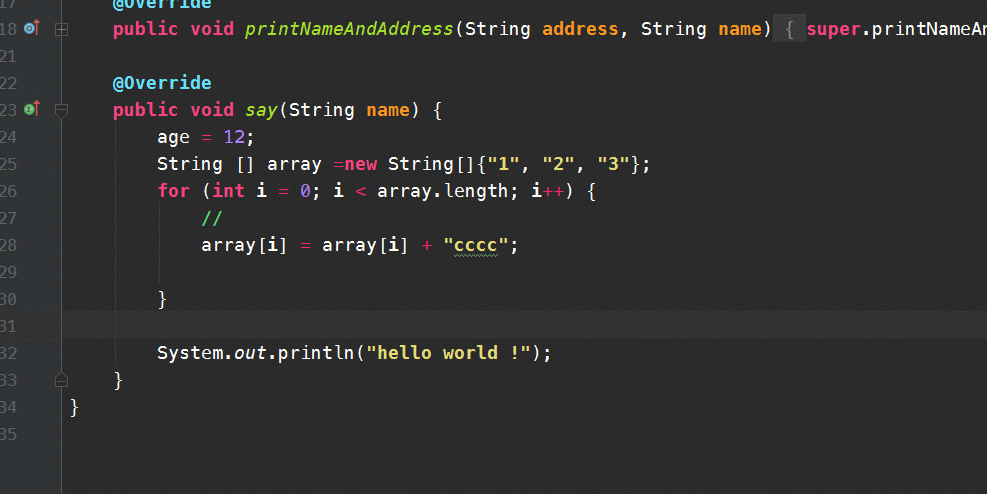 17 @Override
18 public void printNameAndAddress(String address, String name) { super.printNameAn
21
22 @Override
23 public void say(String name) {
24 age = 12;
25 String [] array =new String[]{"1", "2", "3"};
26 for (int i = 0; i < array.length; i++) {
27 //
28 array[i] = array[i] + "cccc";
29
30 }
31
32 System.out.println("hello world !");
33 }
34 }
35